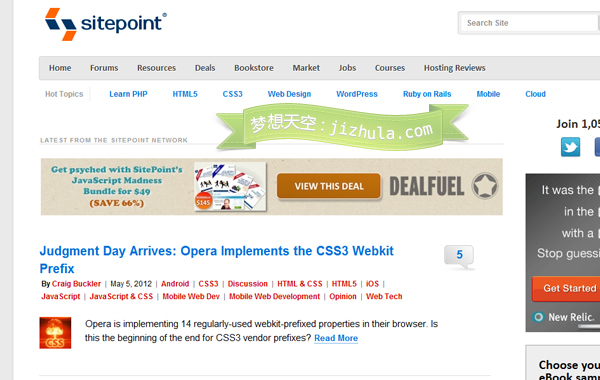 sitepoint®
Search Site
Home Forums Resources Deals Bookstore Market Jobs Courses Hosting Reviews
Hot Topics Learn PHP HTML5 CSS3 Web Design WordPress Ruby on Rails Mobile Cloud
梦想天空：jizhula.com
LATEST FROM THE SITEPOINT NETWORK
Join 1,05
Get psyched with SitePoint's
JavaScript Madness
Bundle for $49
(SAVE 66%)
$145
VIEW THIS DEAL
DEALFUEL
It was the
in the
with a
Stop guessi
Get Started
New Relic.
Judgment Day Arrives: Opera Implements the CSS3 Webkit
Prefix
5
By Craig Buckler | May 5, 2012 | Android | CSS3 | Discussion | HTML & CSS | HTML5 | iOS |
JavaScript | JavaScript & CSS | Mobile Web Dev | Mobile Web Development | Opinion | Web Tech
Opera is implementing 14 regularly-used webkit-prefixed properties in their browser. Is
this the beginning of the end for CSS3 vendor prefixes? Read More
Choose you
eBook sam